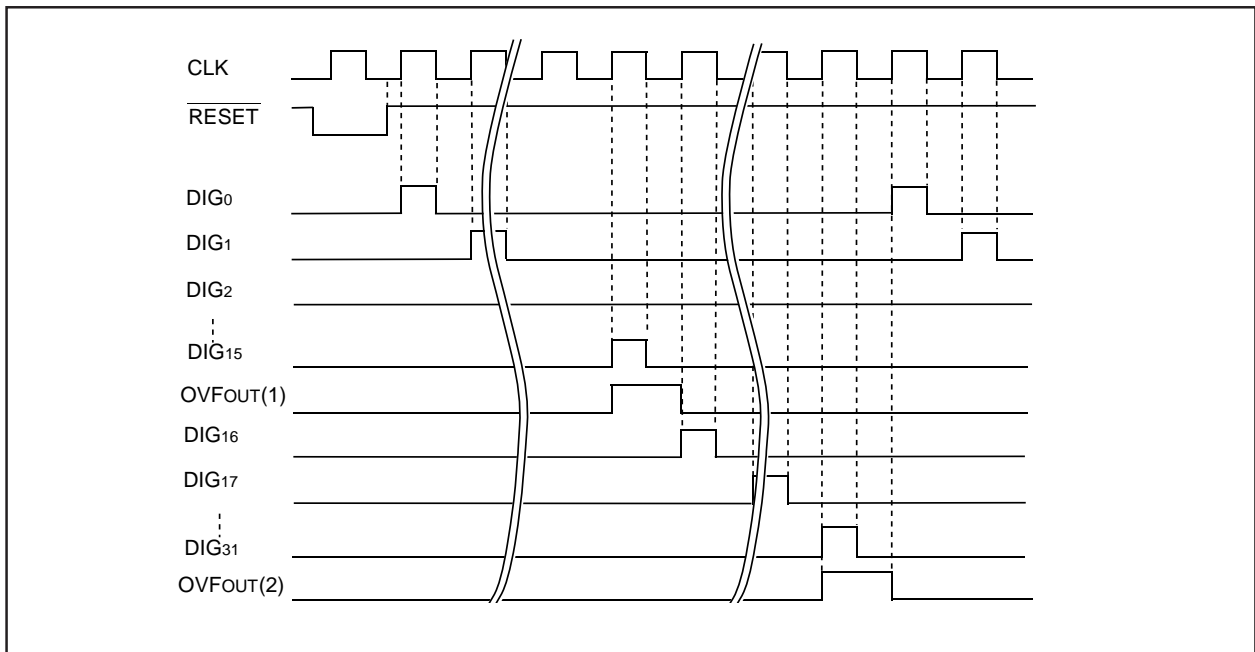 CLK
RESET
DIG0
DIG1
DIG2
DIG15
OVFOUT(1)
DIG16
DIG17
DIG31
OVFOUT(2)